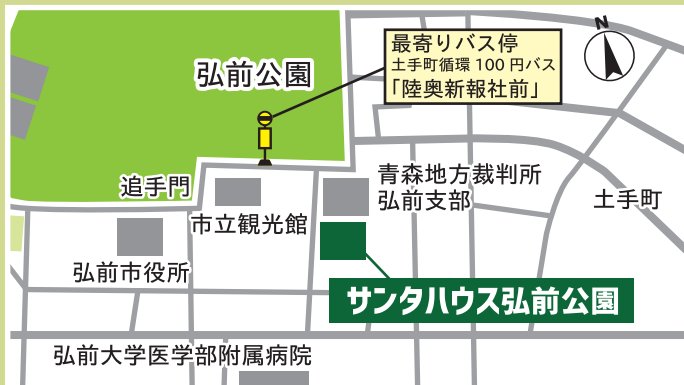 N
最寄りバス停
土手町循環100円バス
「陸奥新報社前」
弘前公園
追手門
青森地方裁判所
弘前支部
土手町
市立観光館
弘前市役所
サンタハウス弘前公園
弘前大学医学部附属病院